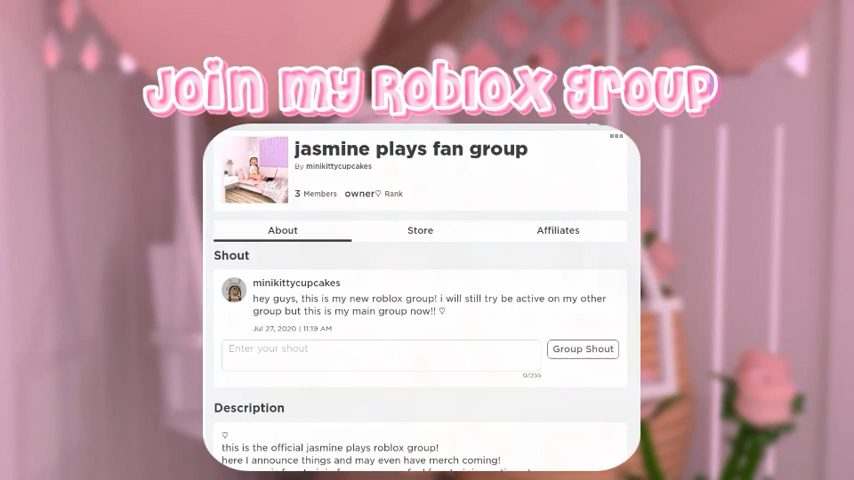 Join my Roblox group
jasmine plays fan group
By minikittycupcakes
3 Members owner♡ Rank
About Store Affiliates
Shout
minikittycupcakes
hey guys, this is my new roblox group! i will still try be active on my other
group but this is my main group now!! ♡
Jul 27, 2020 | 11:19 AM
Enter your shout
Group Shout
0/255
Description
♡
this is the official jasmine plays roblox group!
here I announce things and may even have merch coming!